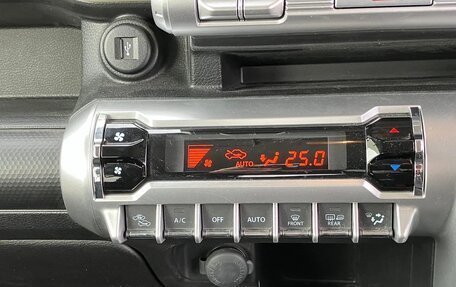 AUTO 25.0
A/C OFF AUTO FRONT REAR